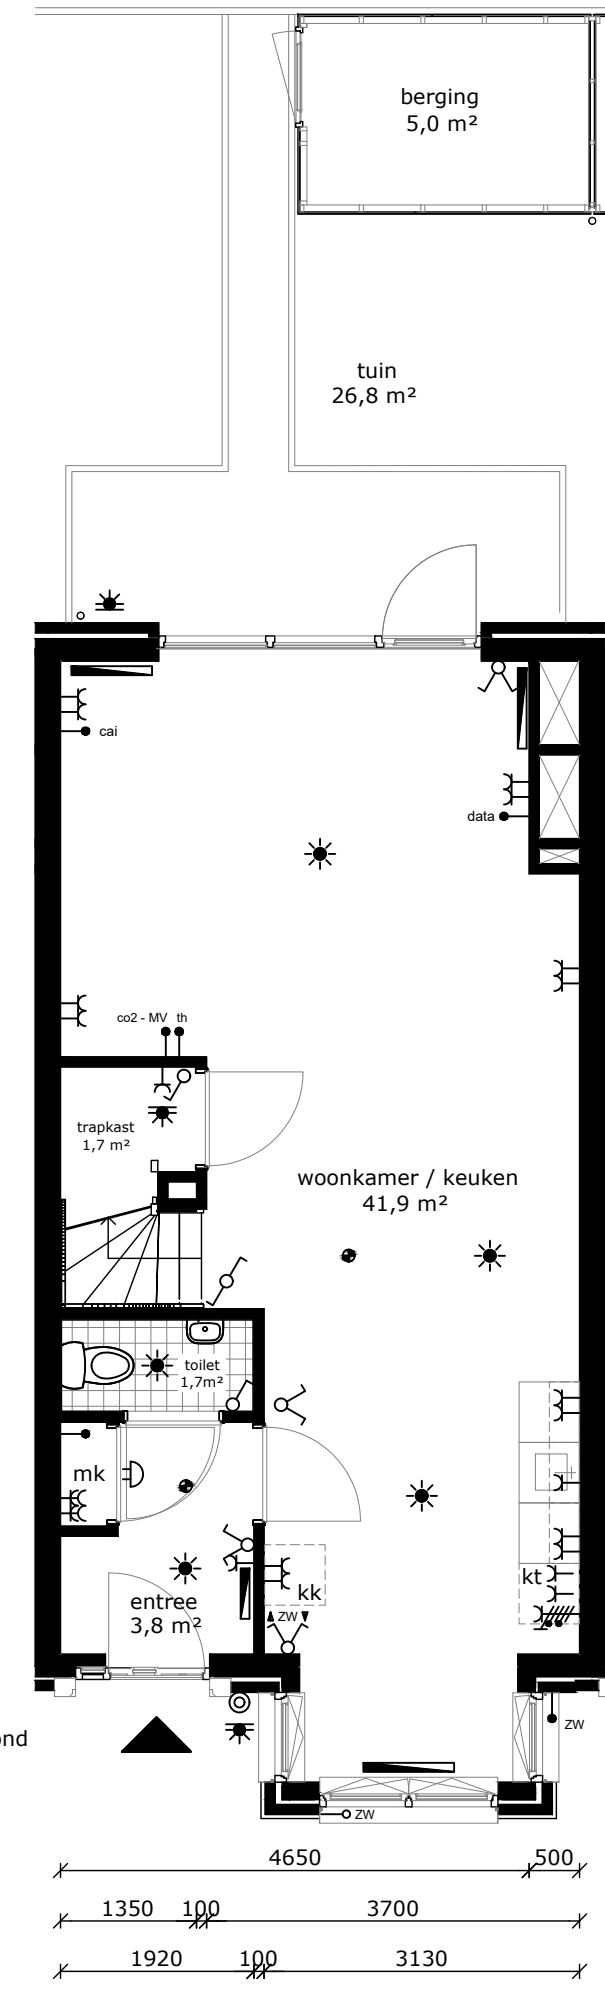 berging
5,0 m²
tuin
26,8 m²
cai
data
co2 - MV th
trapkast
1,7 m²
woonkamer / keuken
41,9 m²
toilet
1,7m²
mk
kt
kk
entree
3,8 m²
ZW
ZW
ond
ZW
4650 500
1350 100 3700
1920 100 3130